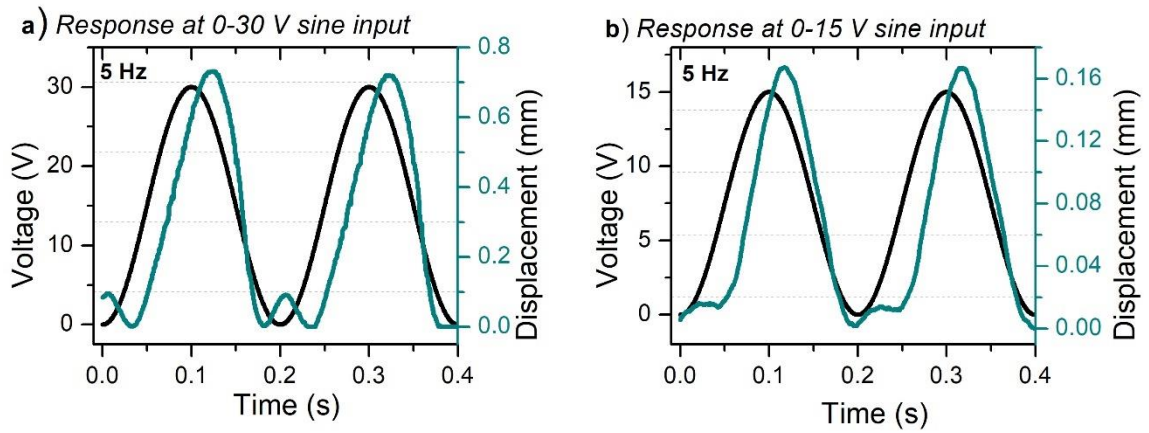 a) Response at 0-30 V sine input
5 Hz
30
20
10
0
Voltage (V)
0.8
0.6
0.4
0.2
0.0
Displacement (mm)
0.0 0.1 0.2 0.3 0.4
Time (s)
b) Response at 0-15 V sine input
5 Hz
15
10
5
0
Voltage (V)
0.16
0.12
0.08
0.04
0.00
Displacement (mm)
0.0 0.1 0.2 0.3 0.4
Time (s)